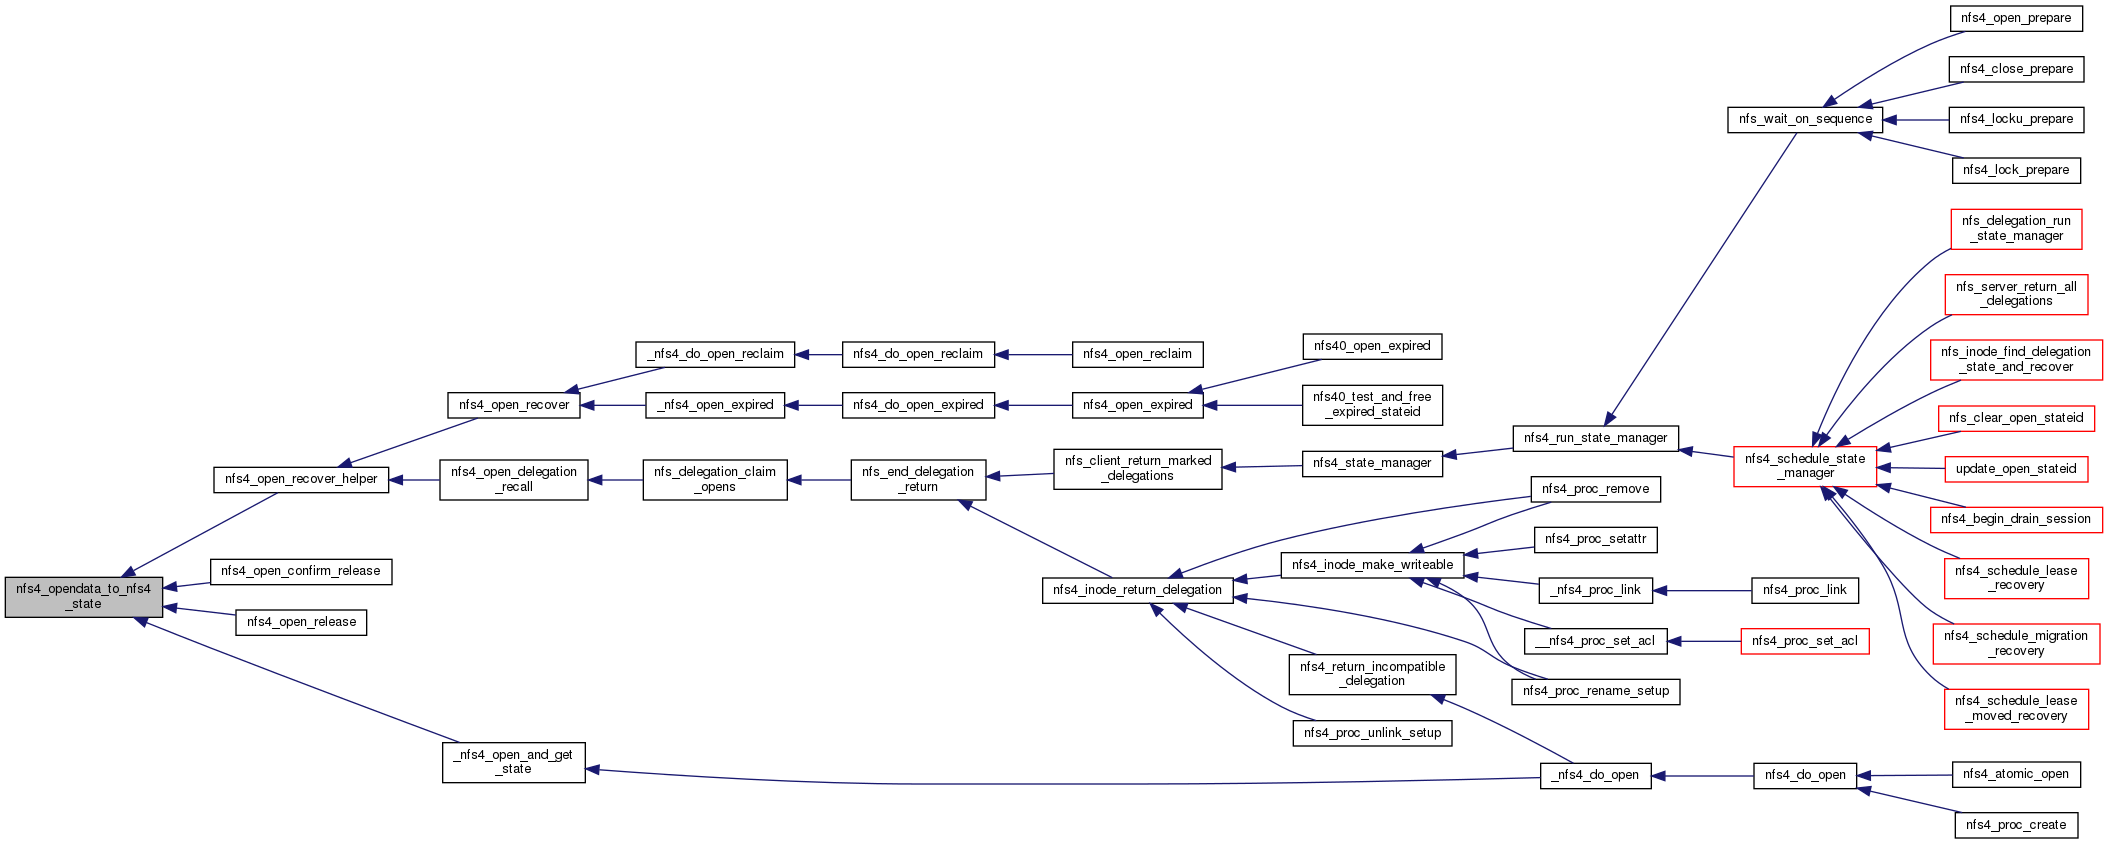 nfs4_open_prepare
nfs4_close_prepare
nfs_wait_on_sequence
nfs4_locku_prepare
nfs4_lock_prepare
nfs_delegation_run
_state_manager
nfs_server_return_all
_delegations
nfs40_open_expired
_nfs4_do_open_reclaim
nfs4_do_open_reclaim
nfs4_open_reclaim
nfs_inode_find_delegation
_state_and_recover
nfs4_open_recover
_nfs4_open_expired
nfs4_do_open_expired
nfs4_open_expired
nfs40_test_and_free
_expired_stateid
nfs_clear_open_stateid
nfs4_run_state_manager
nfs4_open_recover_helper
nfs4_open_delegation
_recall
nfs_delegation_claim
_opens
nfs_end_delegation
_return
nfs_client_return_marked
_delegations
nfs4_state_manager
nfs4_schedule_state
_manager
update_open_stateid
nfs4_proc_remove
nfs4_begin_drain_session
nfs4_proc_setattr
nfs4_open_confirm_release
nfs4_inode_make_writeable
nfs4_schedule_lease
_recovery
nfs4_opendata_to_nfs4
_state
nfs4_inode_return_delegation
_nfs4_proc_link
nfs4_proc_link
nfs4_open_release
__nfs4_proc_set_acl
nfs4_proc_set_acl
nfs4_schedule_migration
_recovery
nfs4_return_incompatible
_delegation
nfs4_proc_rename_setup
nfs4_schedule_lease
_moved_recovery
nfs4_proc_unlink_setup
_nfs4_open_and_get
_state
_nfs4_do_open
nfs4_do_open
nfs4_atomic_open
nfs4_proc_create